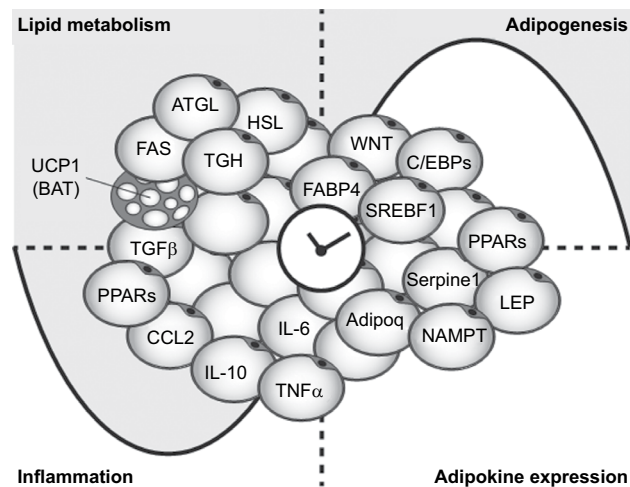 Lipid metabolism
Adipogenesis
ATGL
HSL
FAS
TGH
WNT
C/EBPs
UCP1
(BAT)
FABP4
SREBF1
TGFβ
PPARs
PPARs
Serpine1
LEP
CCL2
IL-6
Adipoq
NAMPT
IL-10
TNFα
Inflammation
Adipokine expression